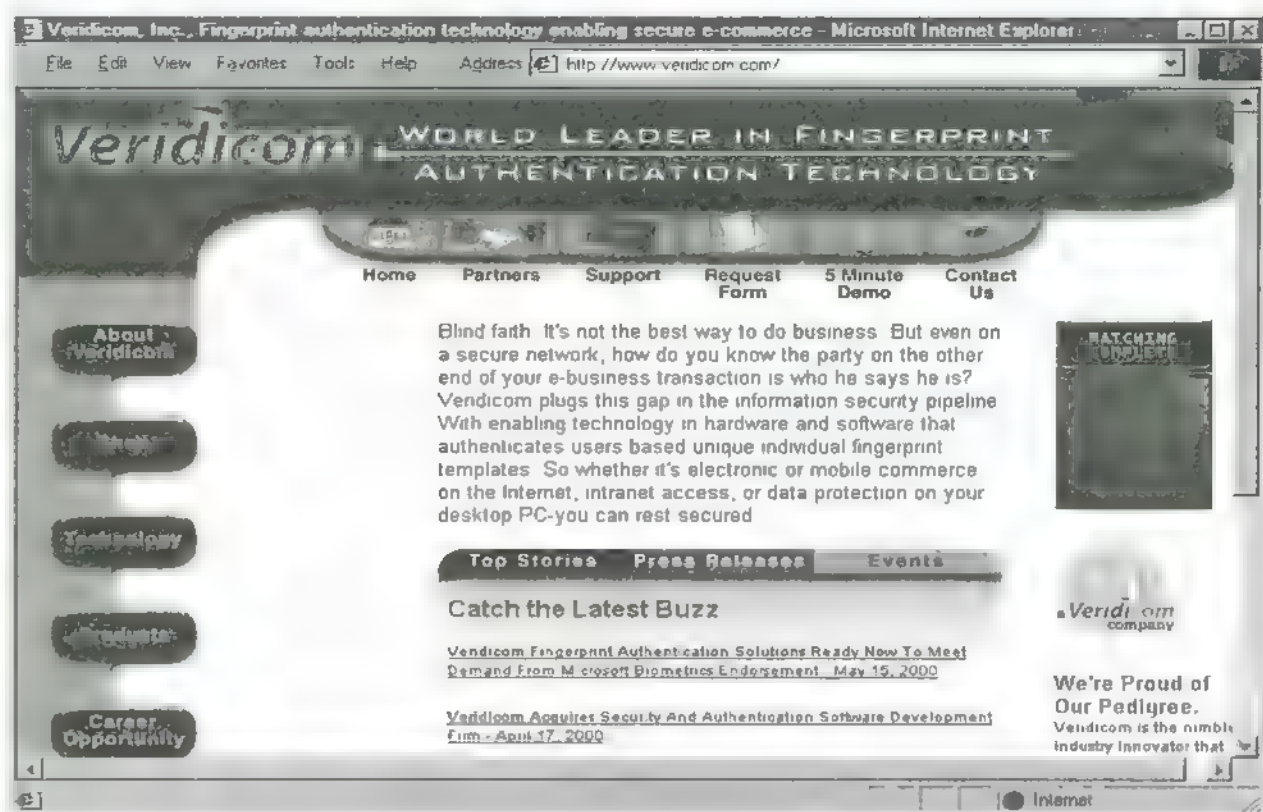 Veridicom, Inc., Fingerprint authentication technology enabling secure e-commerce - Microsoft Internet Explorer
File Edit View Favorites Tools Help Address http://www.veridicom.com/
Veridicom
WORLD LEADER IN FINGERPRINT
AUTHENTICATION TECHNOLOGY
Home Partners Support Request Form 5 Minute Demo Contact Us
About
Veridicom
Technology
Products
Career
Opportunity
Blind faith. It's not the best way to do business. But even on
a secure network, how do you know the party on the other
end of your e-business transaction is who he says he is?
Veridicom plugs this gap in the information security pipeline.
With enabling technology in hardware and software that
authenticates users based unique individual fingerprint
templates. So whether it's electronic or mobile commerce
on the Internet, intranet access, or data protection on your
desktop PC-you can rest secured
MATCHING
Top Stories Press Releases Events
Catch the Latest Buzz
Veridicom Fingerprint Authentication Solutions Ready Now To Meet
Demand From Microsoft Biometrics Endorsement - May 15, 2000
Veridicom Acquires Security And Authentication Software Development
Firm - April 17, 2000
Veridicom
company
We're Proud of
Our Pedigree.
Veridicom is the nimble
industry innovator that
Internet